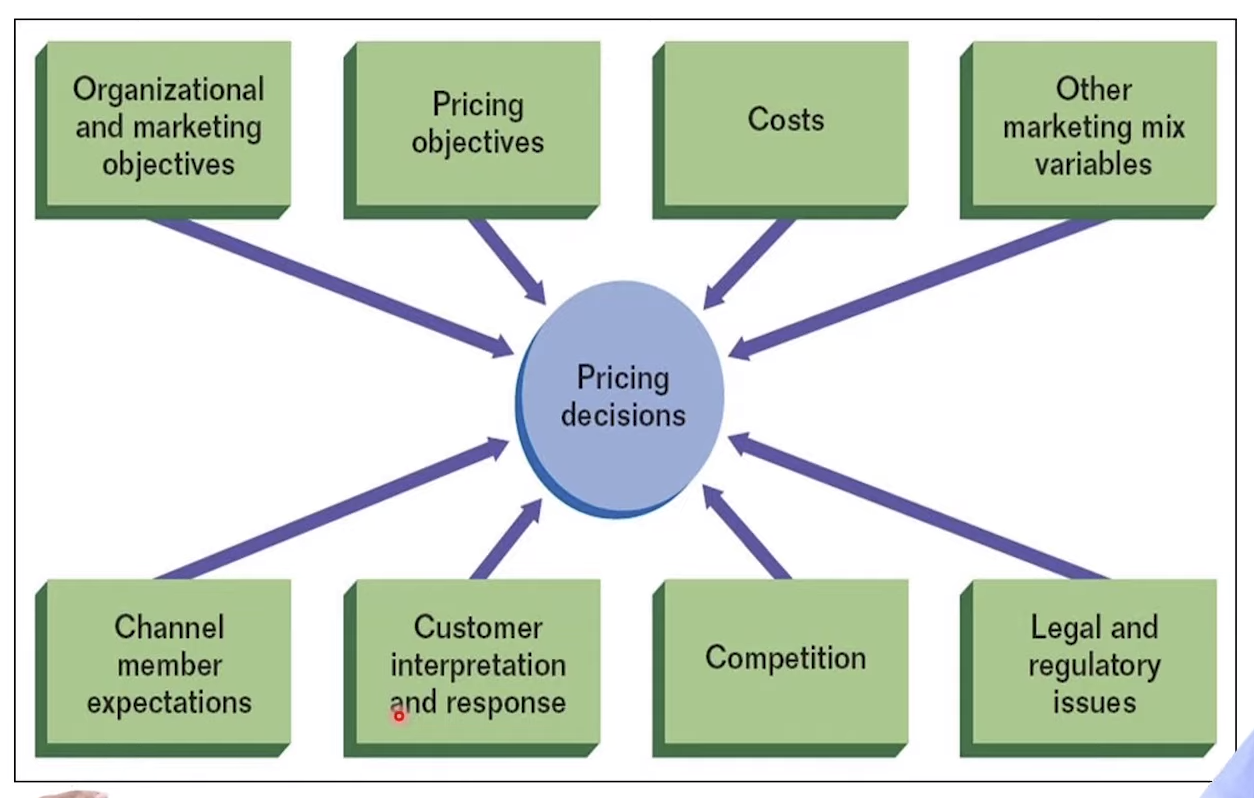 Organizational
and marketing
objectives
Pricing
objectives
Costs
Other
marketing mix
variables
Pricing
decisions
Channel
member
expectations
Customer
interpretation
and response
Competition
Legal and
regulatory
issues